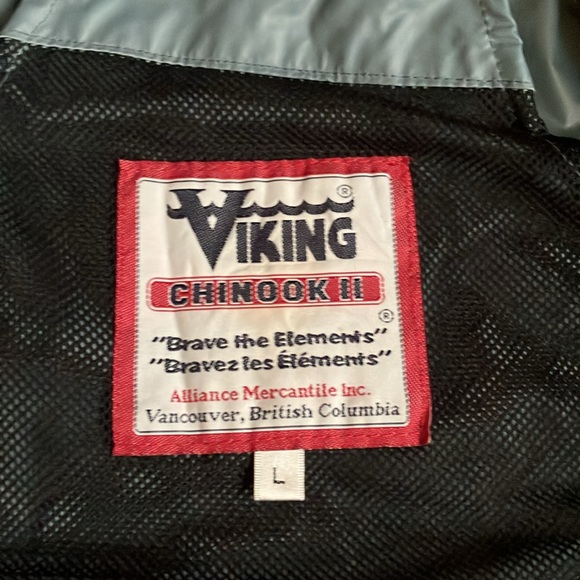 VIKING ®
CHINOOK II
®
"Brave the Elements"
"Bravez les Éléments"
Alliance Mercantile Inc.
Vancouver, British Columbia
L